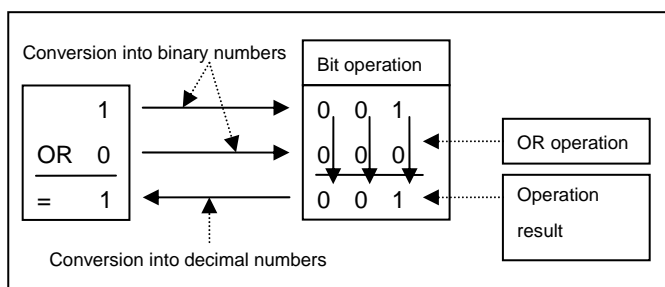 Conversion into binary numbers
Bit operation
1
0 0 1
OR 0
0 0 0
OR operation
= 1
0 0 1
Operation
result
Conversion into decimal numbers